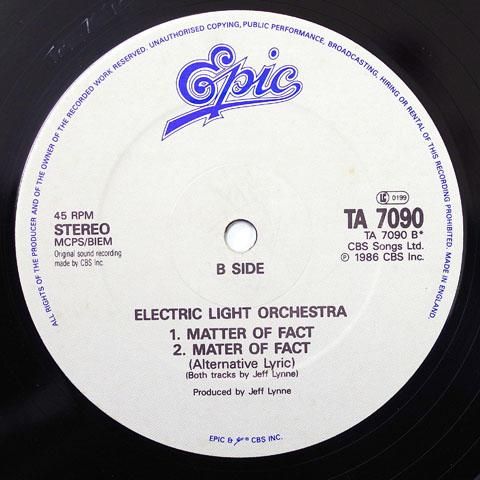 ALL RIGHTS OF THE PRODUCER AND OF THE OWNER OF THE RECORDED WORK RESERVED. UNAUTHORISED COPYING, PUBLIC PERFORMANCE, BROADCASTING, HIRING OR RENTAL OF THIS RECORDING PROHIBITED. MADE IN ENGLAND.
Epic
45 RPM
STEREO
MCPS/BIEM
Original sound recording
made by CBS Inc.
LC 0199
TA 7090
TA 7090 B*
CBS Songs Ltd.
℗ 1986 CBS Inc.
B SIDE
ELECTRIC LIGHT ORCHESTRA
1. MATTER OF FACT
2. MATER OF FACT
(Alternative Lyric)
(Both tracks by Jeff Lynne)
Produced by Jeff Lynne
EPIC & ® CBS INC.